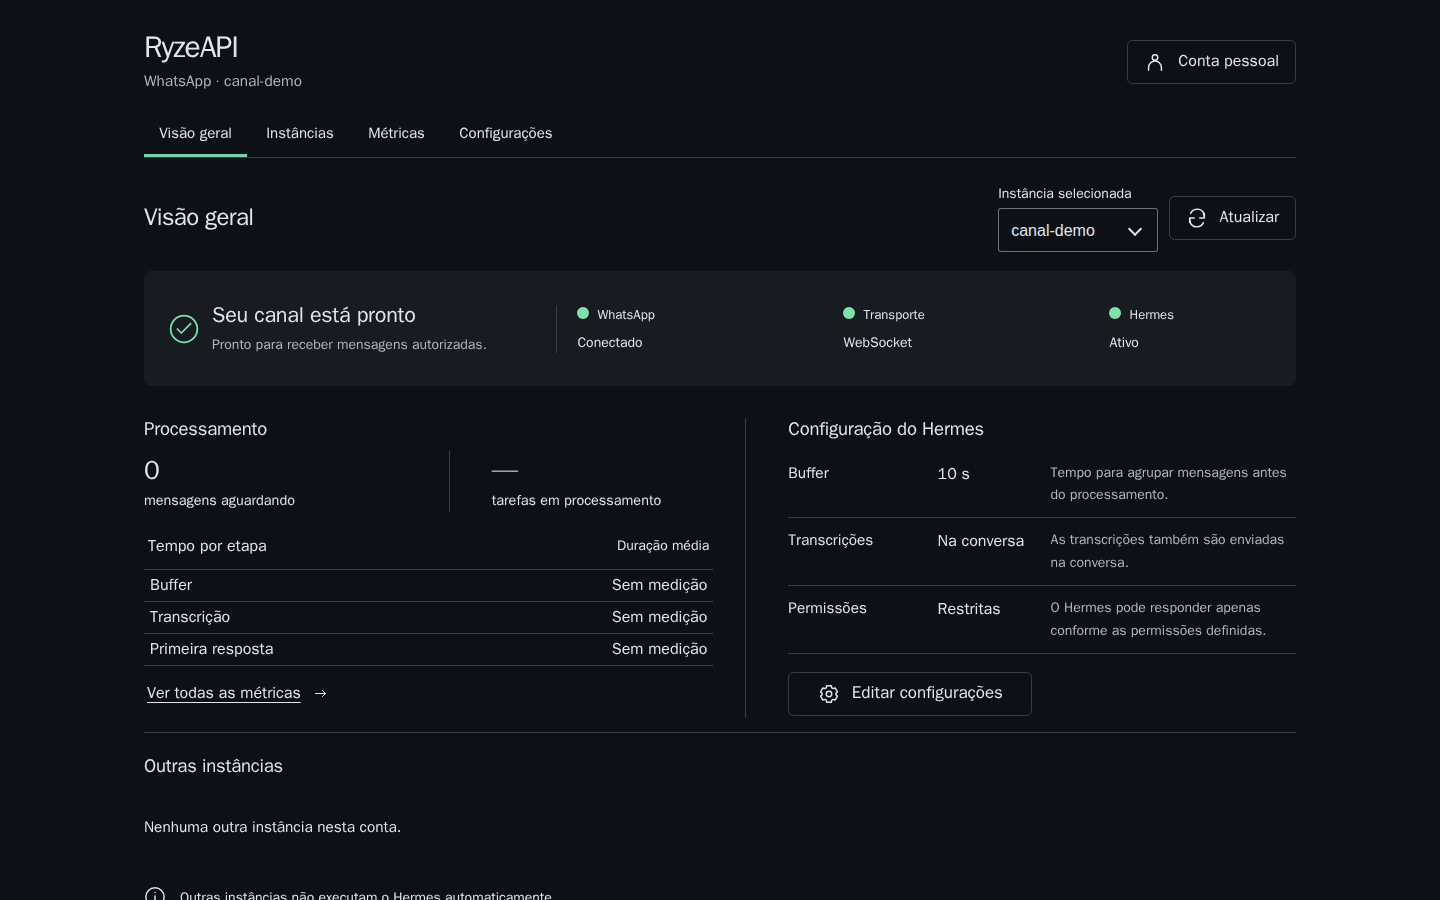 RyzeAPI
WhatsApp · canal-demo
Conta pessoal
Visão geral
Instâncias
Métricas
Configurações
Visão geral
Instância selecionada
canal-demo
Atualizar
Seu canal está pronto
Pronto para receber mensagens autorizadas.
WhatsApp
Conectado
Transporte
WebSocket
Hermes
Ativo
Processamento
0
mensagens aguardando
—
tarefas em processamento
Tempo por etapa
Duração média
Buffer
Sem medição
Transcrição
Sem medição
Primeira resposta
Sem medição
Ver todas as métricas →
Configuração do Hermes
Buffer
10 s
Tempo para agrupar mensagens antes
do processamento.
Transcrições
Na conversa
As transcrições também são enviadas
na conversa.
Permissões
Restritas
O Hermes pode responder apenas
conforme as permissões definidas.
Editar configurações
Outras instâncias
Nenhuma outra instância nesta conta.
Outras instâncias não executam o Hermes automaticamente